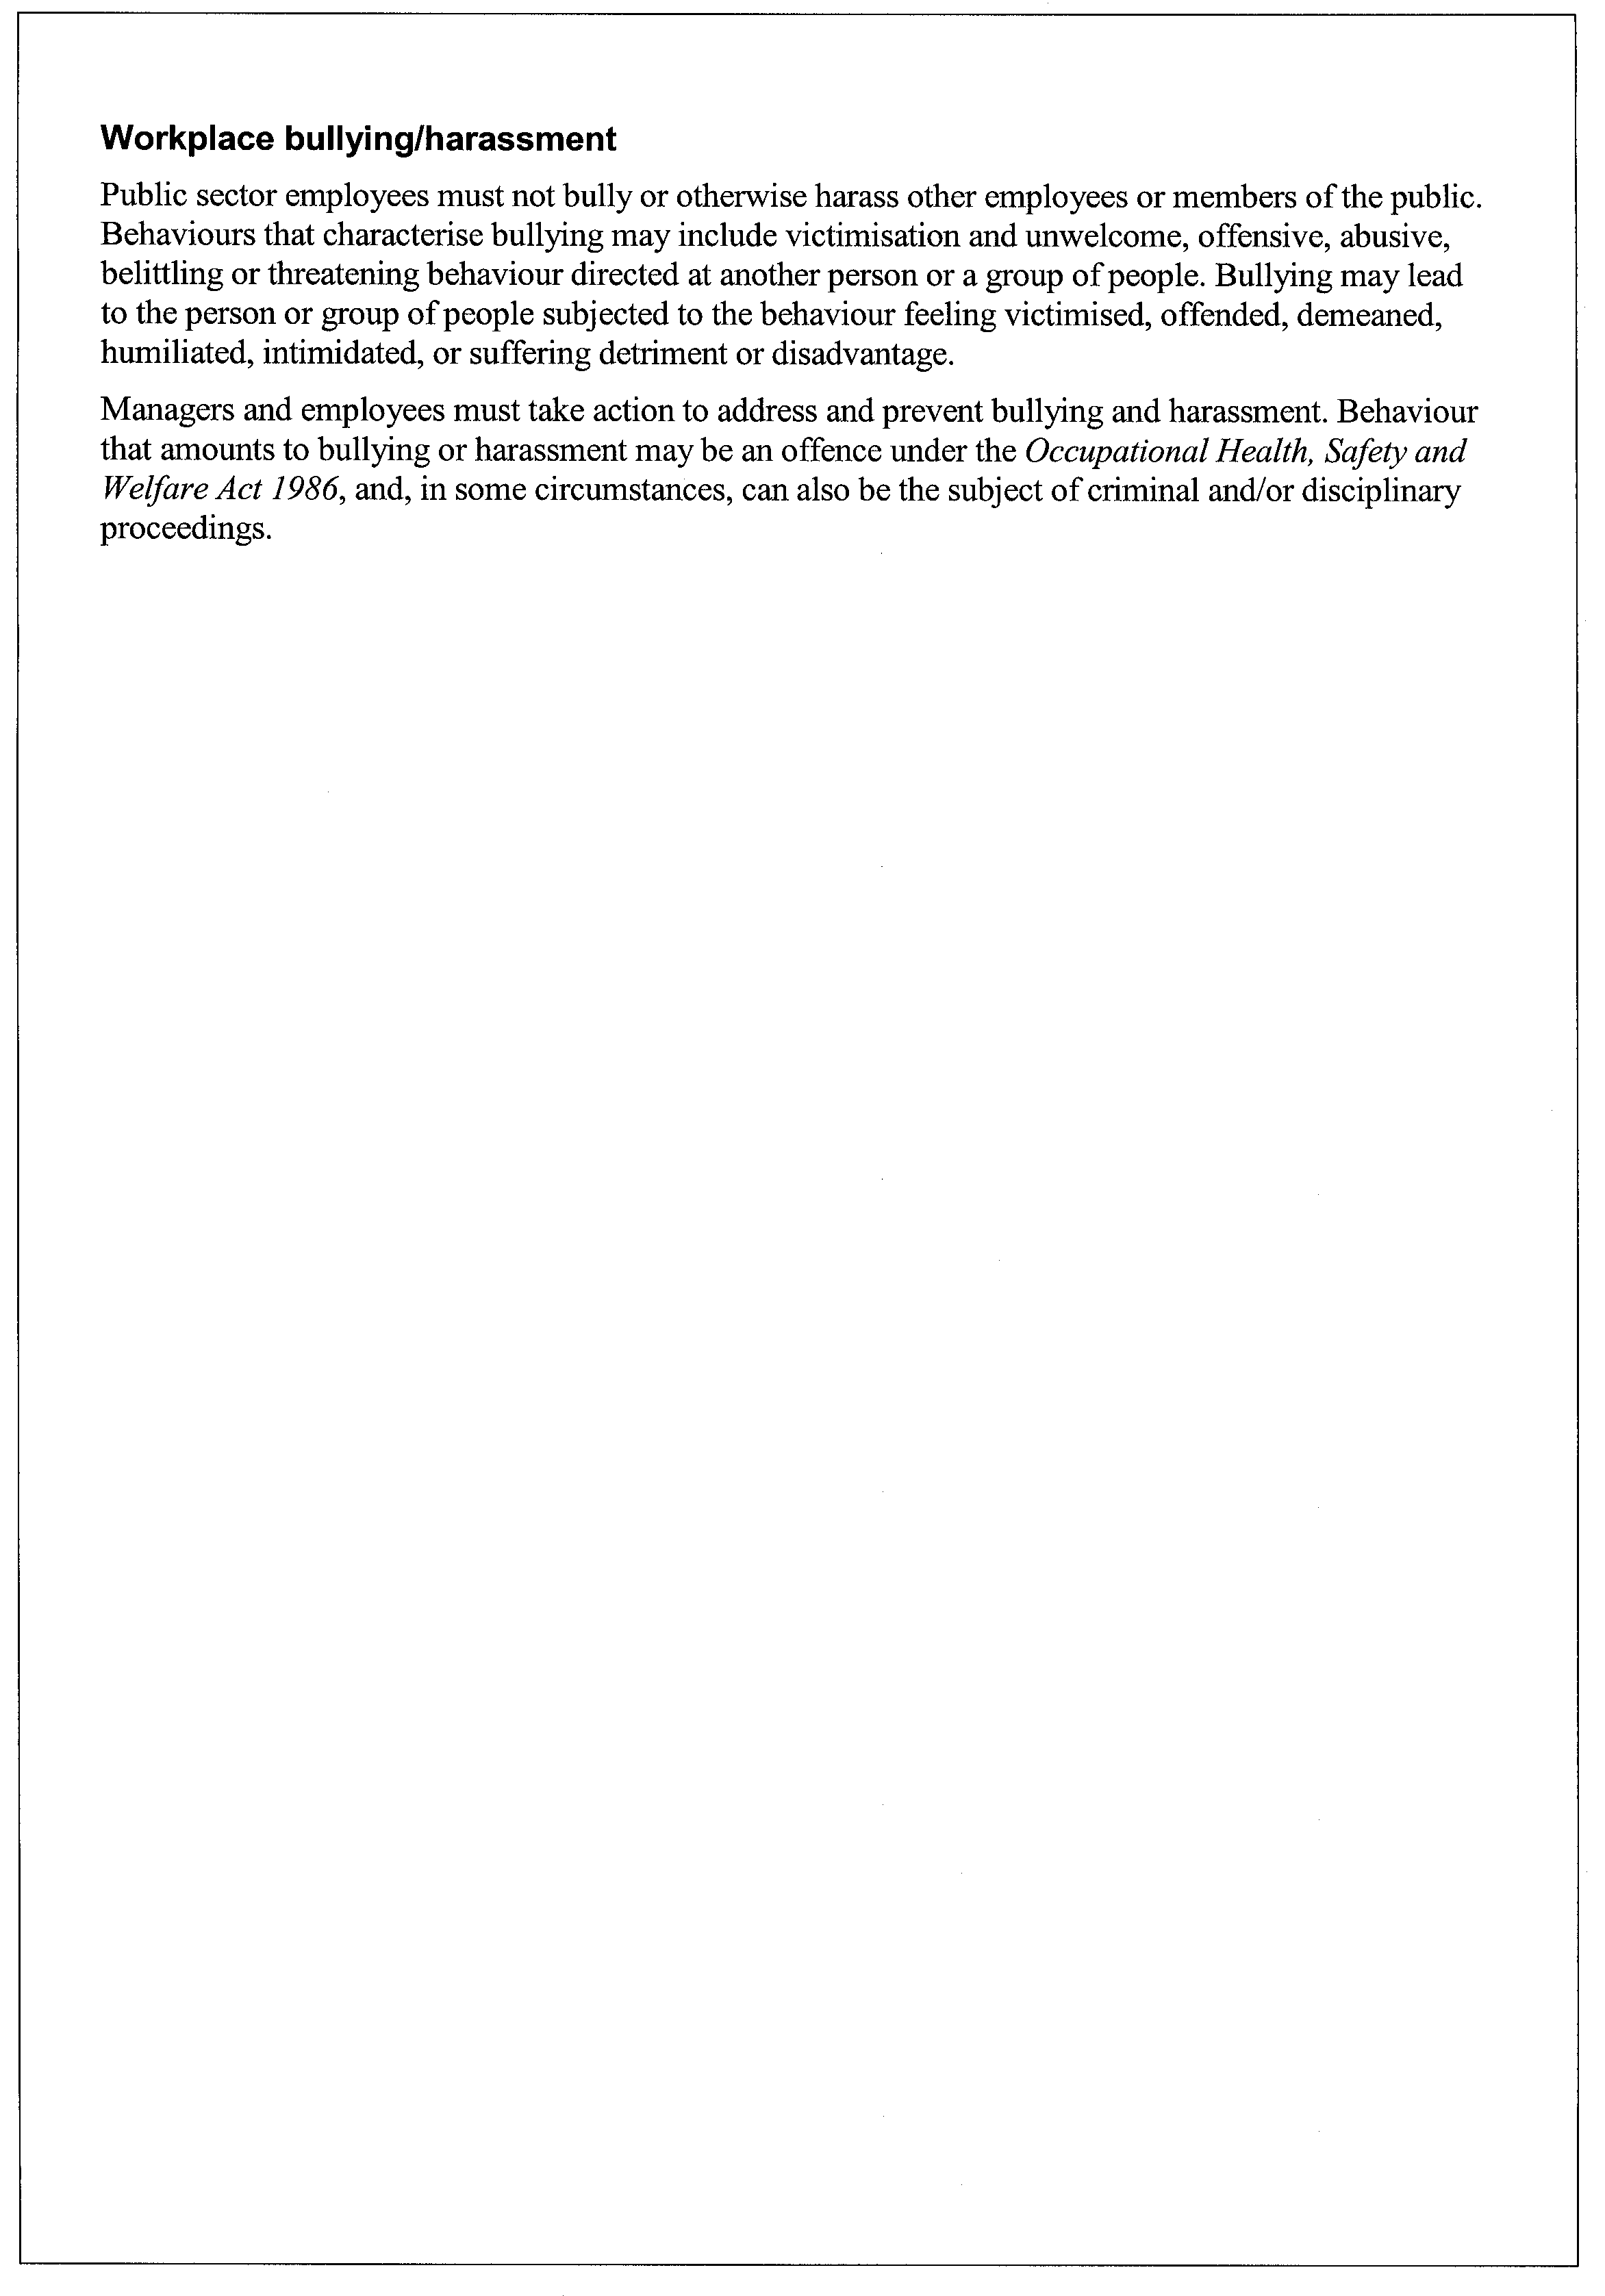 Workplace bullying/harassment
Public sector employees must not bully or otherwise harass other employees or members of the public.
Behaviours that characterise bullying may include victimisation and unwelcome, offensive, abusive,
belittling or threatening behaviour directed at another person or a group of people. Bullying may lead
to the person or group of people subjected to the behaviour feeling victimised, offended, demeaned,
humiliated, intimidated, or suffering detriment or disadvantage.
Managers and employees must take action to address and prevent bullying and harassment. Behaviour
that amounts to bullying or harassment may be an offence under the Occupational Health, Safety and
Welfare Act 1986, and, in some circumstances, can also be the subject of criminal and/or disciplinary
proceedings.